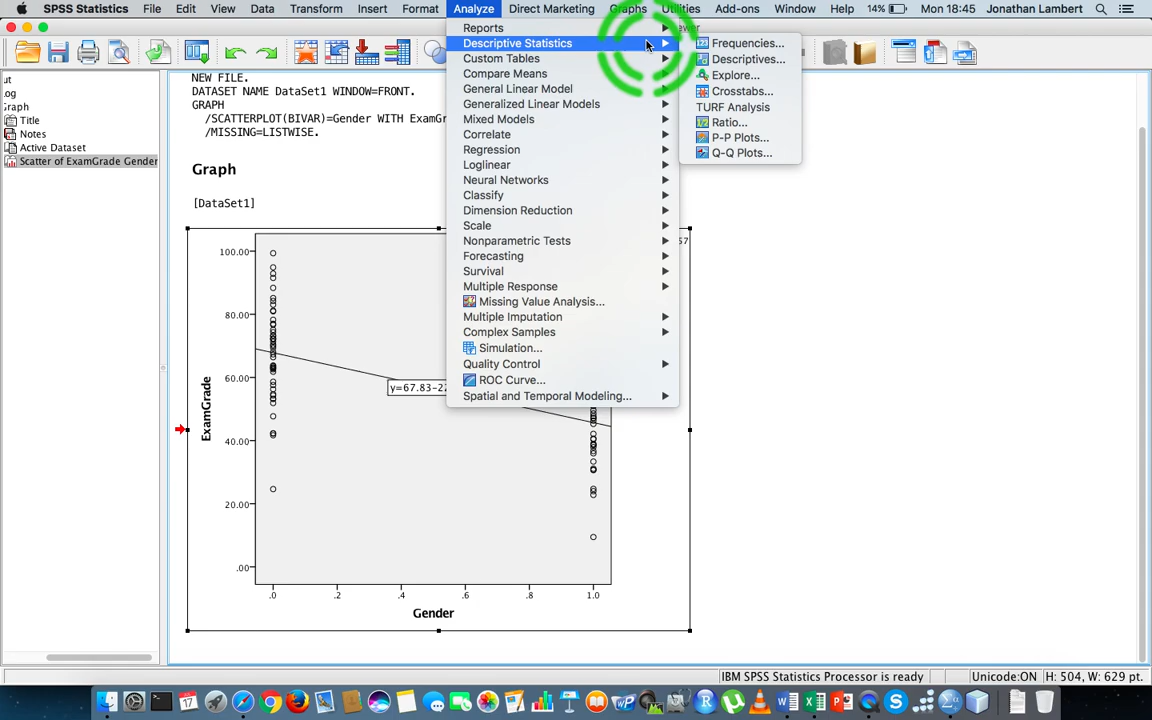 SPSS Statistics File Edit View Data Transform Insert Format Analyze Direct Marketing Graphs Utilities Add-ons Window Help 14% Mon 18:45 Jonathan Lambert
Reports
Descriptive Statistics
Custom Tables
Compare Means
General Linear Model
Generalized Linear Models
Mixed Models
Correlate
Regression
Loglinear
Neural Networks
Classify
Dimension Reduction
Scale
Nonparametric Tests
Forecasting
Survival
Multiple Response
Missing Value Analysis...
Multiple Imputation
Complex Samples
Simulation...
Quality Control
ROC Curve...
Spatial and Temporal Modeling...
Frequencies...
Descriptives...
Explore...
Crosstabs...
TURF Analysis
Ratio...
P-P Plots...
Q-Q Plots...
ut
og
Graph
Title
Notes
Active Dataset
Scatter of ExamGrade Gender
NEW FILE.
DATASET NAME DataSet1 WINDOW=FRONT.
GRAPH
/SCATTERPLOT(BIVAR)=Gender WITH ExamGr
/MISSING=LISTWISE.
Graph
[DataSet1]
100.00
80.00
60.00
40.00
20.00
.00
ExamGrade
y=67.83-22
57
.0 .2 .4 .6 .8 1.0
Gender
IBM SPSS Statistics Processor is ready Unicode:ON H: 504, W: 629 pt.